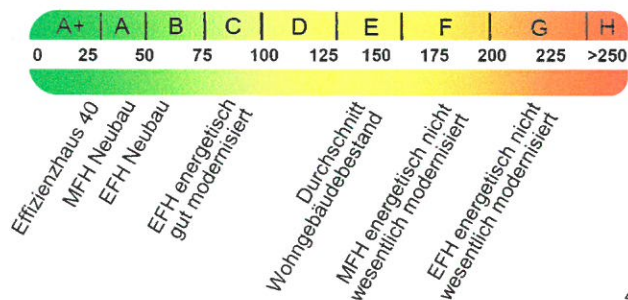 A+ A B C D E F G H
0 25 50 75 100 125 150 175 200 225 >250
Effizienzhaus 40
MFH Neubau
EFH Neubau
EFH energetisch
gut modernisiert
Durchschnitt
Wohngebäudebestand
MFH energetisch nicht
wesentlich modernisiert
EFH energetisch nicht
wesentlich modernisiert